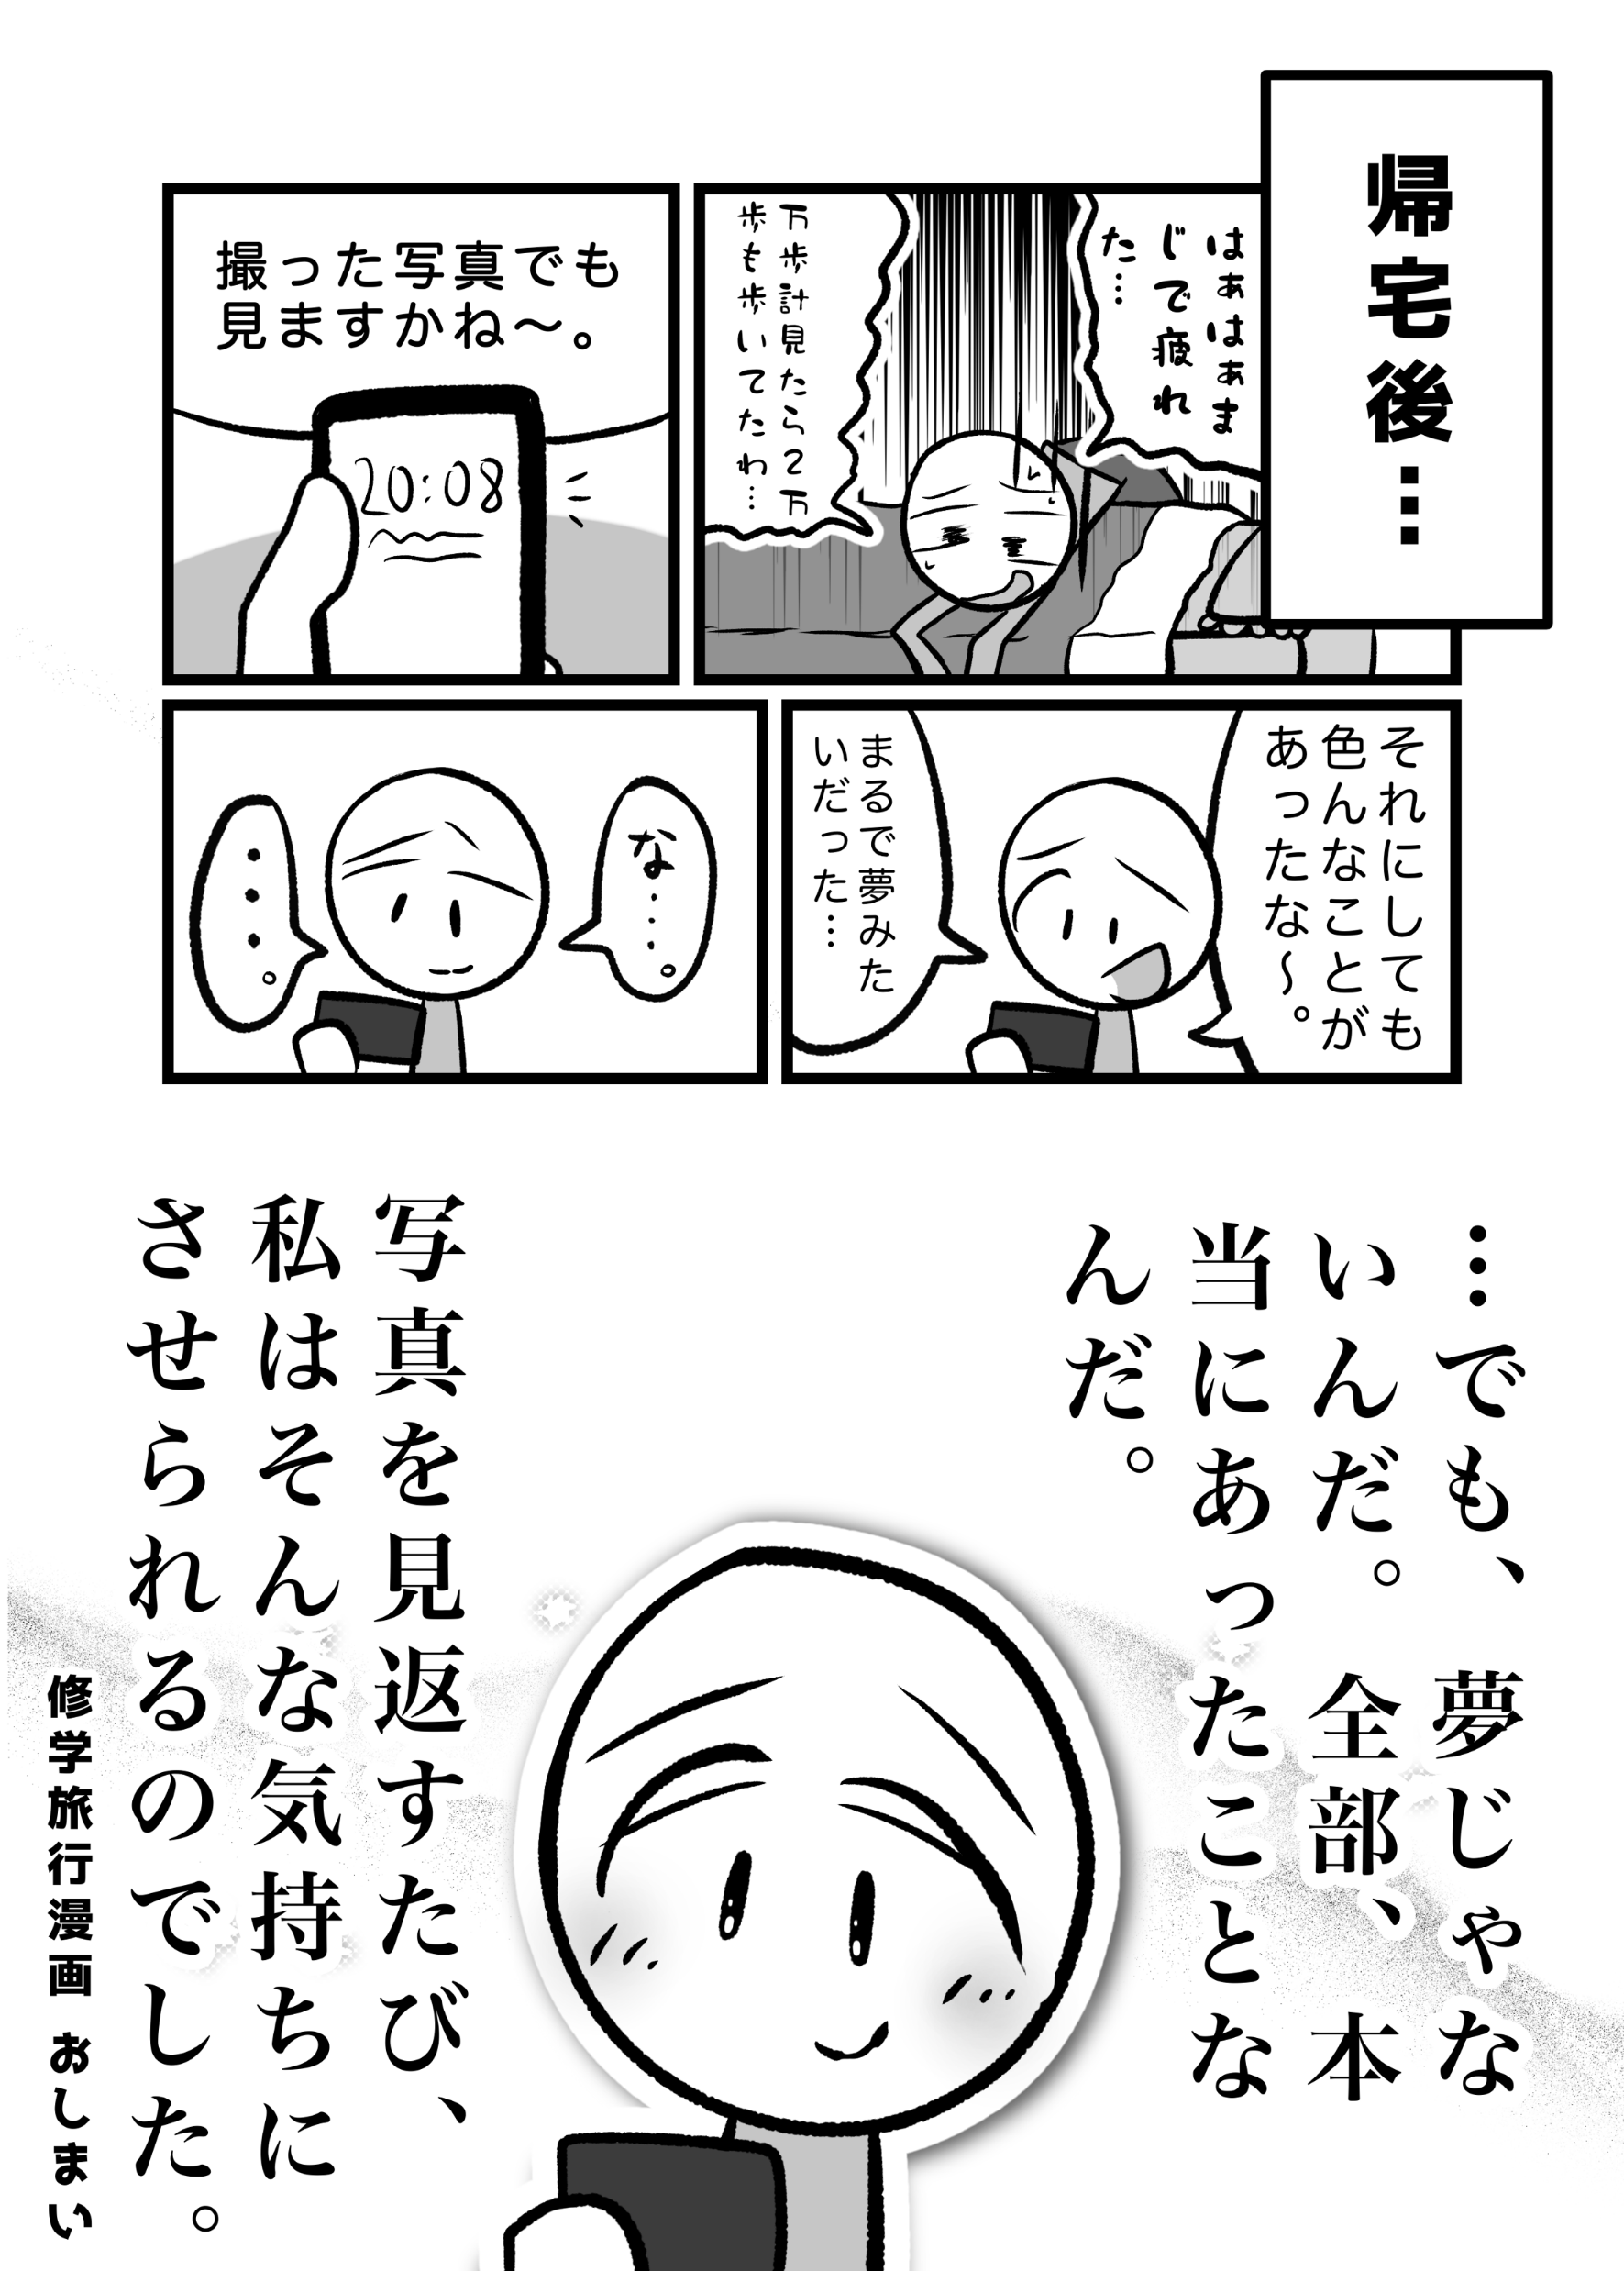 帰宅後…
はぁはぁま
じで疲れ
た…
万歩計見たら2万
歩も歩いてたわ…
撮った写真でも
見ますかね〜。
20:08
それにしても
色んなことが
あったな〜。
まるで夢みた
いだった…
な…。
…。
…でも、夢じゃな
いんだ。全部、本
当にあったことな
んだ。
写真を見返すたび、
私はそんな気持ちに
させられるのでした。
修学旅行漫画 おしまい